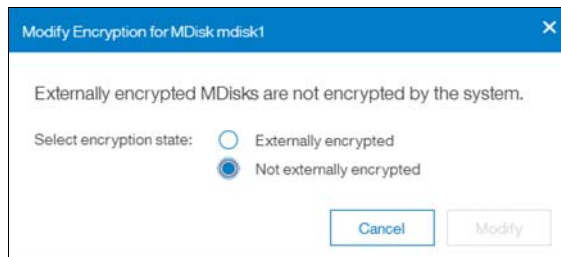 Modify Encryption for MDisk mdisk1
Externally encrypted MDisks are not encrypted by the system.
Select encryption state:
Externally encrypted
Not externally encrypted
Cancel
Modify